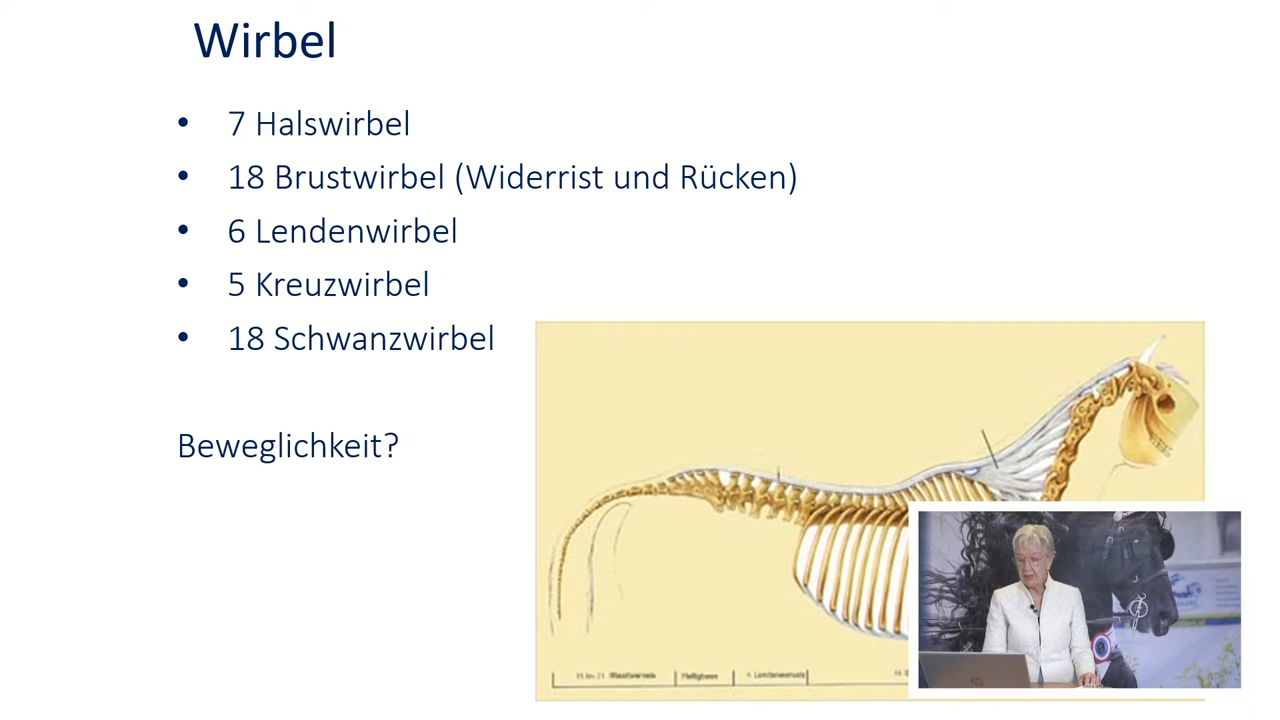 Wirbel
• 7 Halswirbel
• 18 Brustwirbel (Widerrist und Rücken)
• 6 Lendenwirbel
• 5 Kreuzwirbel
• 18 Schwanzwirbel
Beweglichkeit?